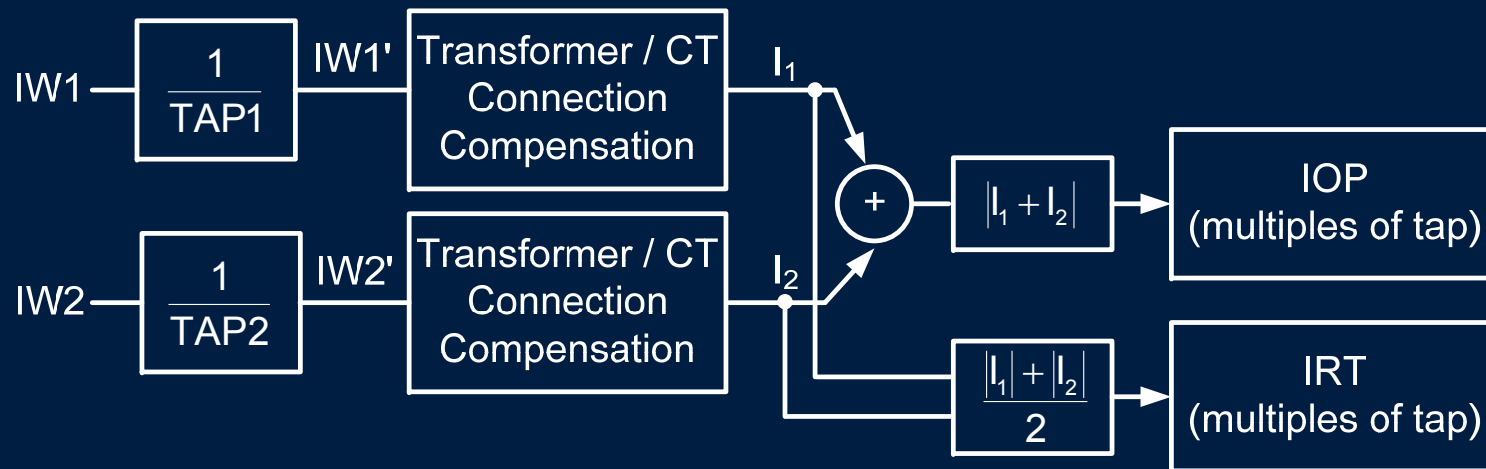 IW1
1
TAP1
IW1'
Transformer / CT
Connection
Compensation
I₁
IW2
1
TAP2
IW2'
Transformer / CT
Connection
Compensation
I₂
+
|I₁ + I₂|
IOP
(multiples of tap)
|I₁| + |I₂|
2
IRT
(multiples of tap)